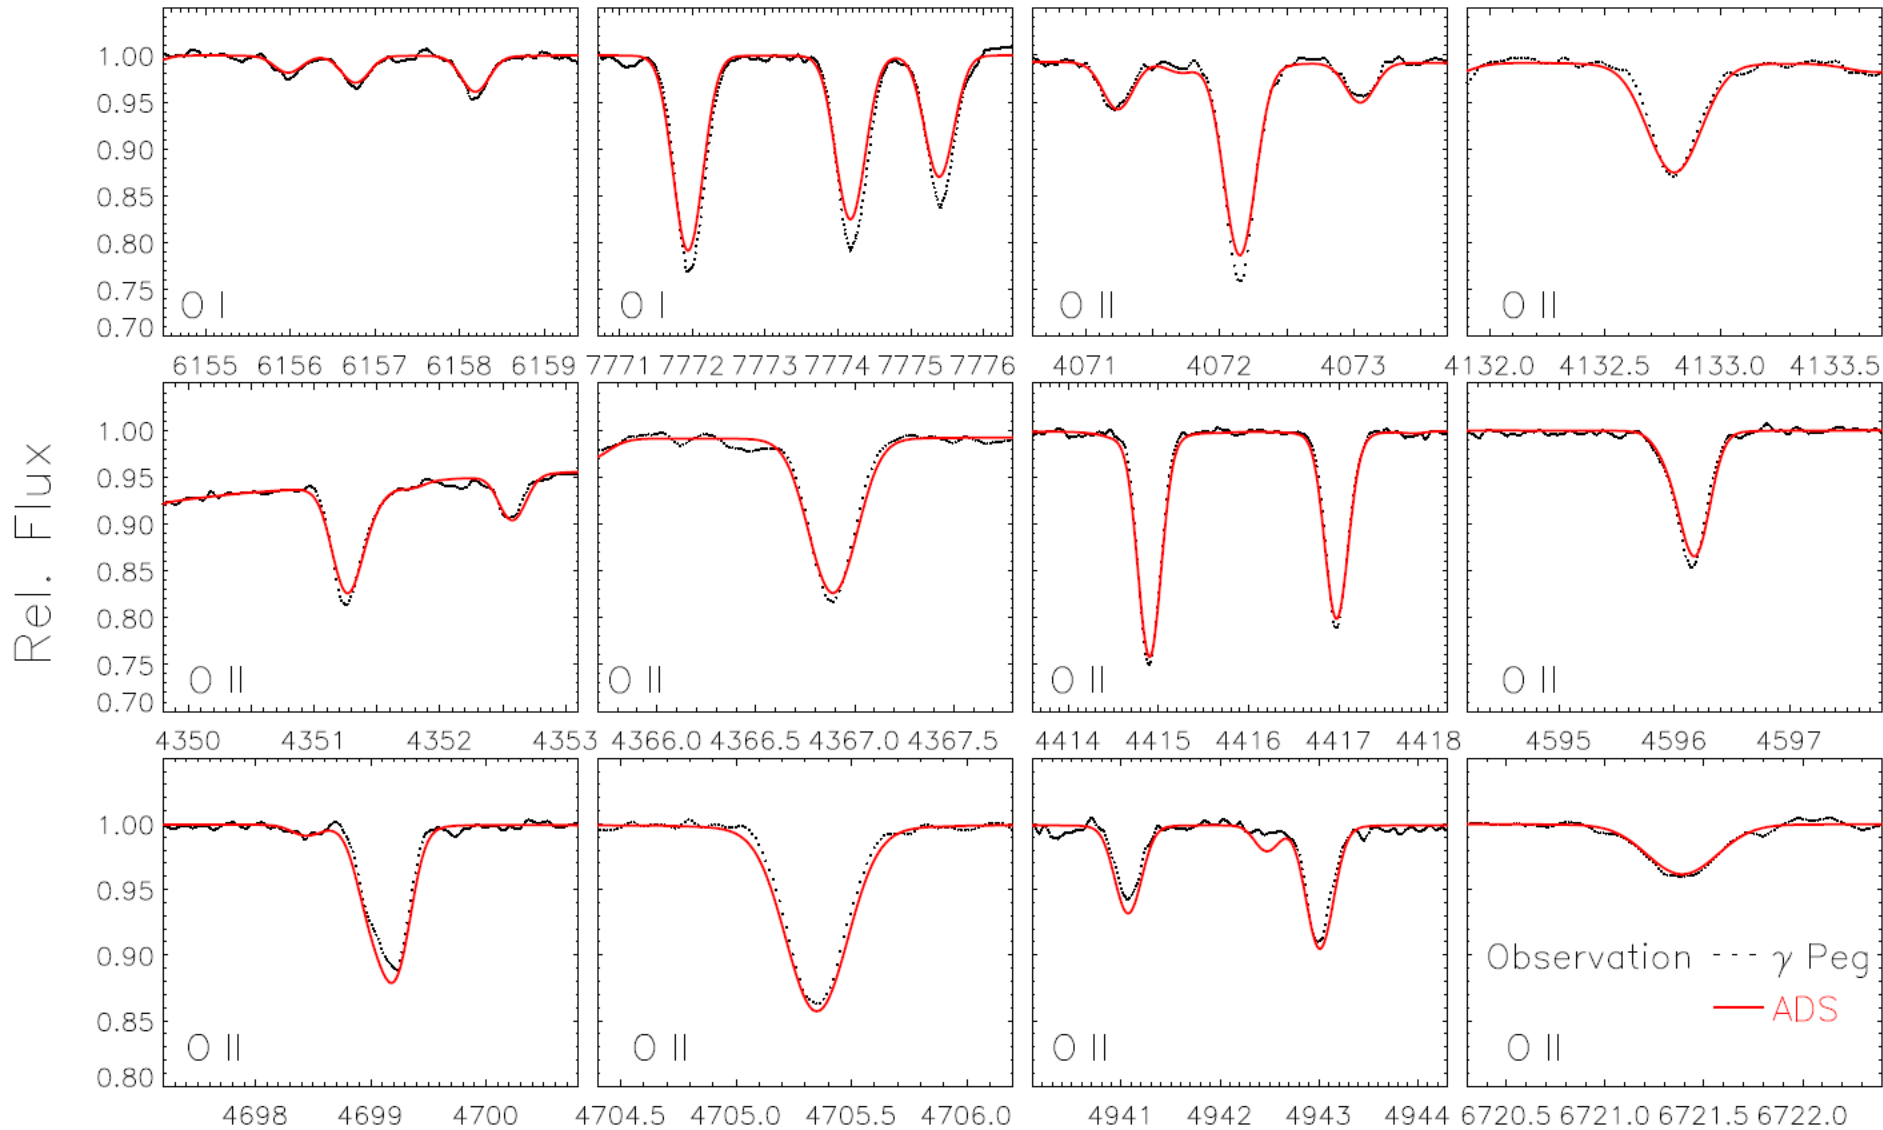 1.00
0.95
0.90
0.85
0.80
0.75
0.70
O I
O I
O II
O II
6155 6156 6157 6158 6159
7771 7772 7773 7774 7775 7776
4071 4072 4073
4132.0 4132.5 4133.0 4133.5
Rel. Flux
1.00
0.95
0.90
0.85
0.80
0.75
0.70
O II
O II
O II
O II
4350 4351 4352 4353
4366.0 4366.5 4367.0 4367.5
4414 4415 4416 4417 4418
4595 4596 4597
1.00
0.95
0.90
0.85
0.80
O II
O II
O II
Observation γ Peg
ADS
O II
4698 4699 4700
4704.5 4705.0 4705.5 4706.0
4941 4942 4943 4944
6720.5 6721.0 6721.5 6722.0